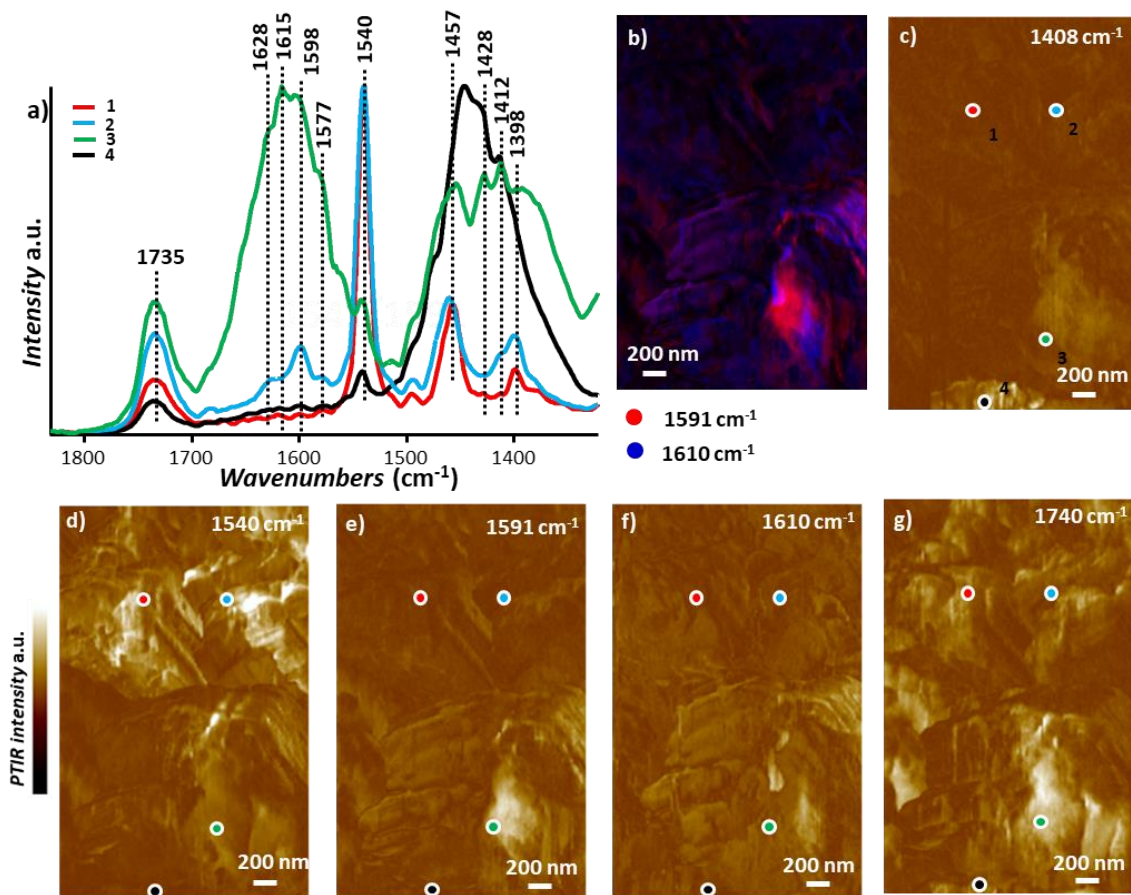 a)
1628
1615
1598
1577
1540
1457
1428
1412
1398
1735
1
2
3
4
Intensity a.u.
1800
1700
1600
1500
1400
Wavenumbers (cm-1)
b)
200 nm
1591 cm-1
1610 cm-1
c)
1408 cm-1
1
2
3
4
200 nm
PTIR intensity a.u.
d)
1540 cm-1
200 nm
e)
1591 cm-1
200 nm
f)
1610 cm-1
200 nm
g)
1740 cm-1
200 nm